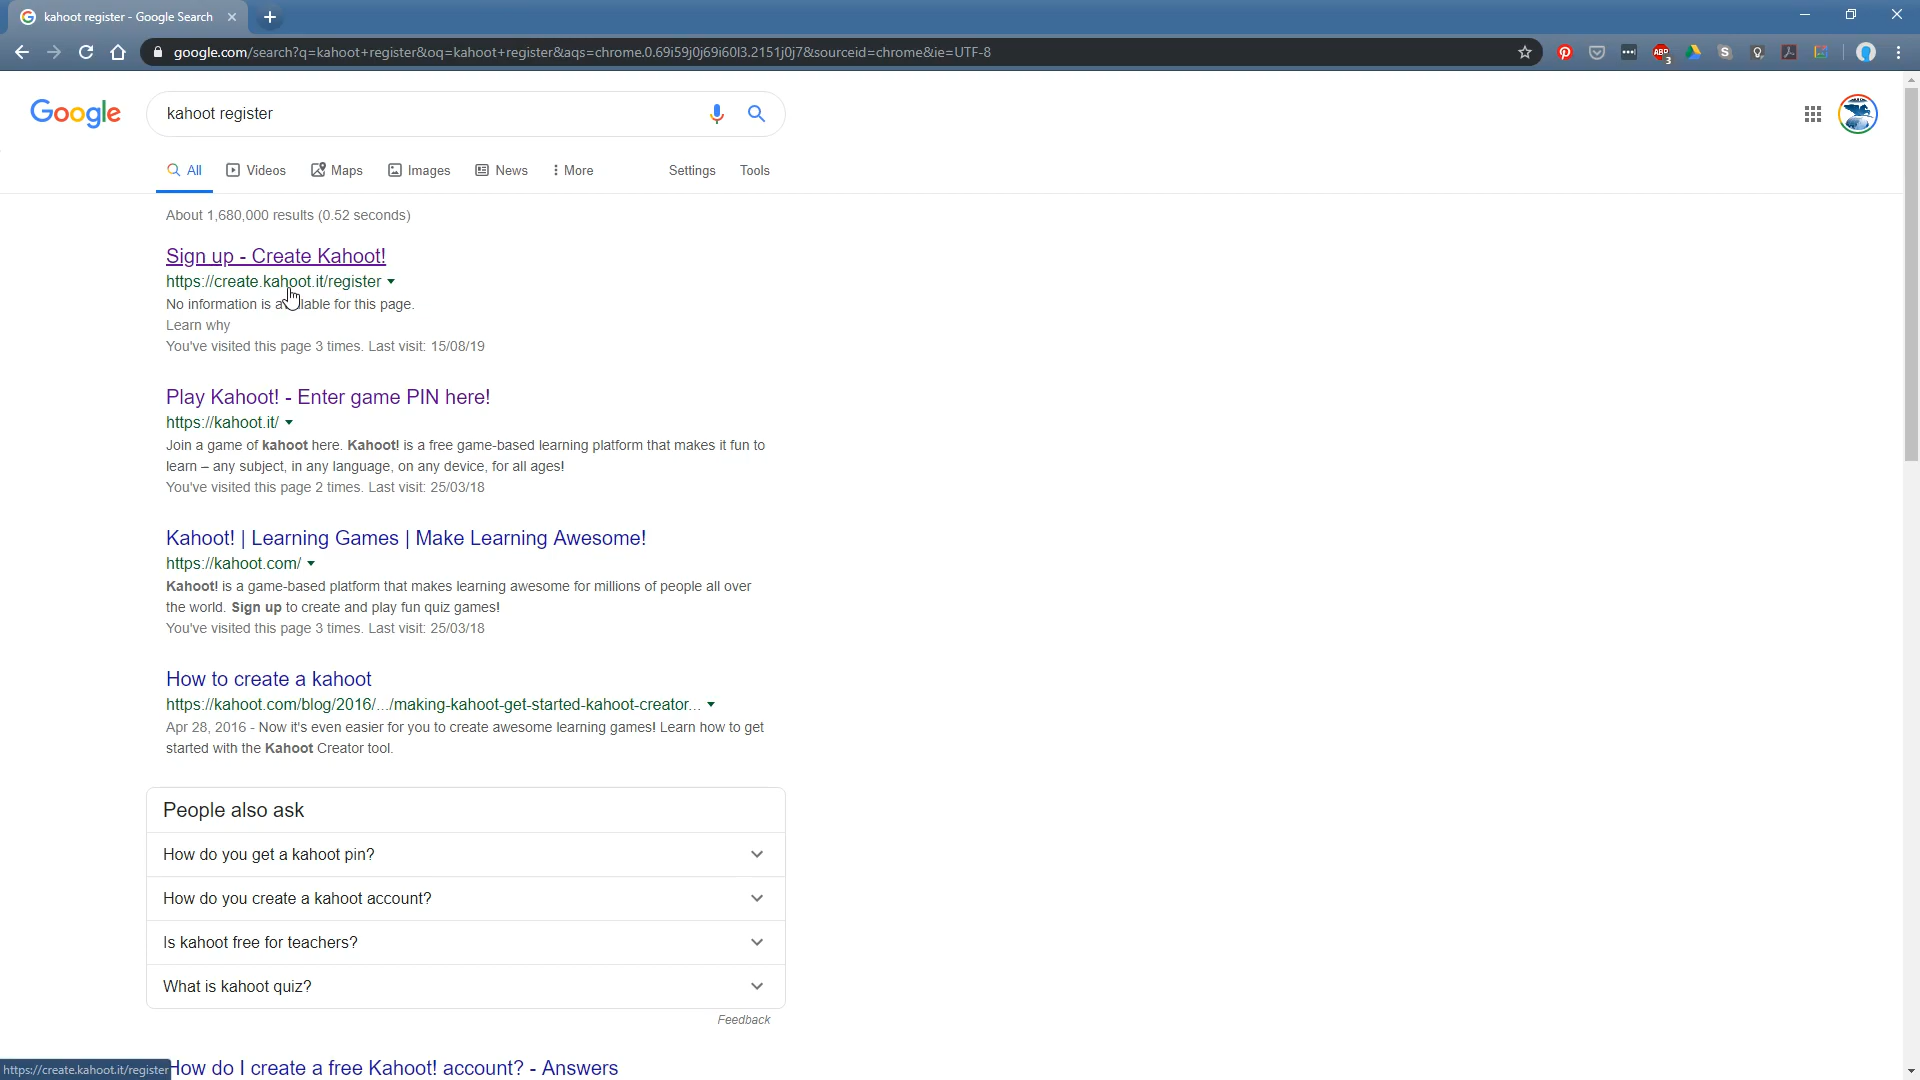 kahoot register - Google Search
google.com/search?q=kahoot+register&oq=kahoot+register&aqs=chrome.0.69i59j0j69i60l3.2151j0j7&sourceid=chrome&ie=UTF-8
ABP
3
S
Google
kahoot register
All
Videos
Maps
Images
News
More
Settings
Tools
About 1,680,000 results (0.52 seconds)
Sign up - Create Kahoot!
https://create.kahoot.it/register
No information is available for this page.
Learn why
You've visited this page 3 times. Last visit: 15/08/19
Play Kahoot! - Enter game PIN here!
https://kahoot.it/
Join a game of kahoot here. Kahoot! is a free game-based learning platform that makes it fun to
learn – any subject, in any language, on any device, for all ages!
You've visited this page 2 times. Last visit: 25/03/18
Kahoot! | Learning Games | Make Learning Awesome!
https://kahoot.com/
Kahoot! is a game-based platform that makes learning awesome for millions of people all over
the world. Sign up to create and play fun quiz games!
You've visited this page 3 times. Last visit: 25/03/18
How to create a kahoot
https://kahoot.com/blog/2016/.../making-kahoot-get-started-kahoot-creator...
Apr 28, 2016 - Now it's even easier for you to create awesome learning games! Learn how to get
started with the Kahoot Creator tool.
People also ask
How do you get a kahoot pin?
How do you create a kahoot account?
Is kahoot free for teachers?
What is kahoot quiz?
Feedback
https://create.kahoot.it/register
How do I create a free Kahoot! account? - Answers